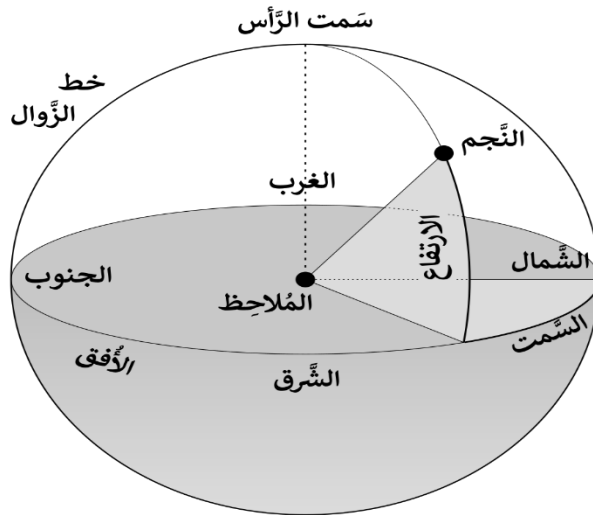 سَمت الرَّأس
خط
الزَّوال
النَّجم
الغرب
الارتفاع
الشَّمال
الجنوب
المُلاحِظ
السَّمت
الأُفق
الشَّرق